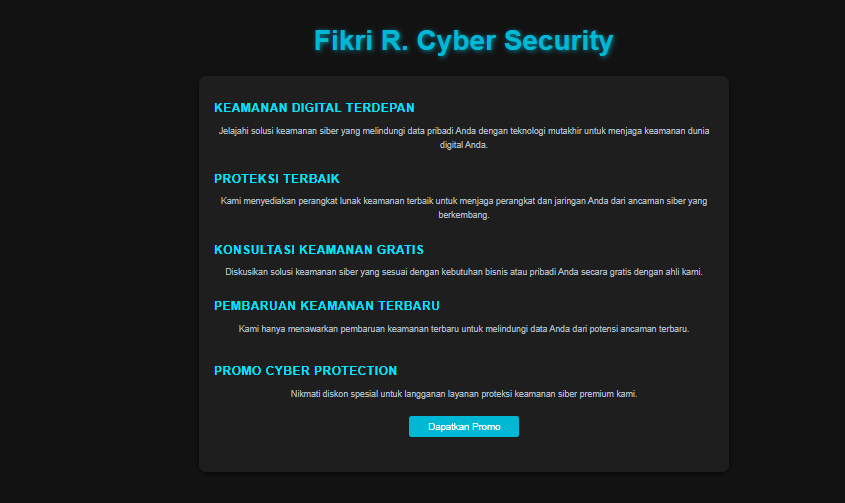 Fikri R. Cyber Security
KEAMANAN DIGITAL TERDEPAN
Jelajahi solusi keamanan siber yang melindungi data pribadi Anda dengan teknologi mutakhir untuk menjaga keamanan dunia
digital Anda.
PROTEKSI TERBAIK
Kami menyediakan perangkat lunak keamanan terbaik untuk menjaga perangkat dan jaringan Anda dari ancaman siber yang
berkembang.
KONSULTASI KEAMANAN GRATIS
Diskusikan solusi keamanan siber yang sesuai dengan kebutuhan bisnis atau pribadi Anda secara gratis dengan ahli kami.
PEMBARUAN KEAMANAN TERBARU
Kami hanya menawarkan pembaruan keamanan terbaru untuk melindungi data Anda dari potensi ancaman terbaru.
PROMO CYBER PROTECTION
Nikmati diskon spesial untuk langganan layanan proteksi keamanan siber premium kami.
Dapatkan Promo